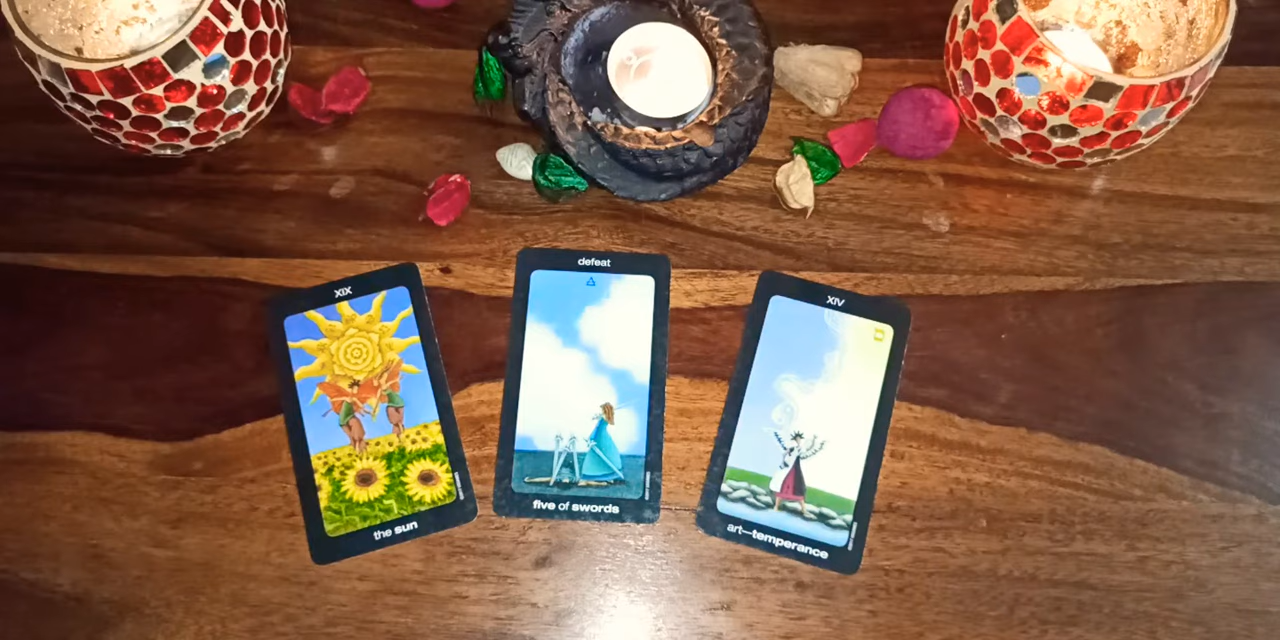 XIX
the sun
defeat
five of swords
XIV
art—temperance